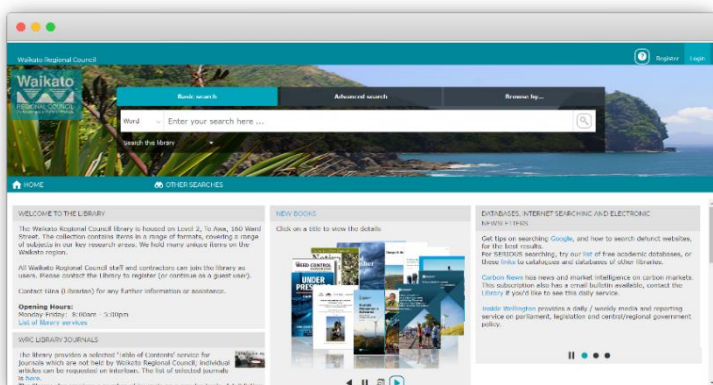 Waikato Regional Council
Register
Login
Waikato
REGIONAL COUNCIL
Basic search
Advanced search
Browse by...
Word
Enter your search here ...
Search the library
HOME
OTHER SEARCHES
WELCOME TO THE LIBRARY
The Waikato Regional Council library is housed on Level 2, To Awa, 160 Ward
Street. The collection contains items in a range of formats, covering a range
of subjects in our key research areas. We hold many unique items on the
Waikato region.
All Waikato Regional Council staff and contractors can join the library as
users. Please contact the Library to register (or continue as a guest user).
Contact (Librarian) for any further information or assistance.
Opening Hours:
Monday-Friday: 8:00am - 5:00pm
List of library services
WRC LIBRARY JOURNALS
The library provides a selected 'Table of Contents' service for
journals which are not held by Waikato Regional Council; individual
articles can be requested on interloan. The list of selected journals
is here.
NEW BOOKS
Click on a title to view the details
WEED CONTROL
UNDER
PRESSURE
DATABASES, INTERNET SEARCHING AND ELECTRONIC
NEWSLETTERS
Get tips on searching Google, and how to search defunct websites,
for the best results.
For SERIOUS searching, try our list of free academic databases, or
these links to catalogues and databases of other libraries.
Carbon News has news and market intelligence on carbon markets.
This subscription also has a email bulletin available, contact the
Library if you'd like to see this daily service.
Inside Wellington provides a daily / weekly media and reporting
service on parliament, legislation and central/regional government
policy.